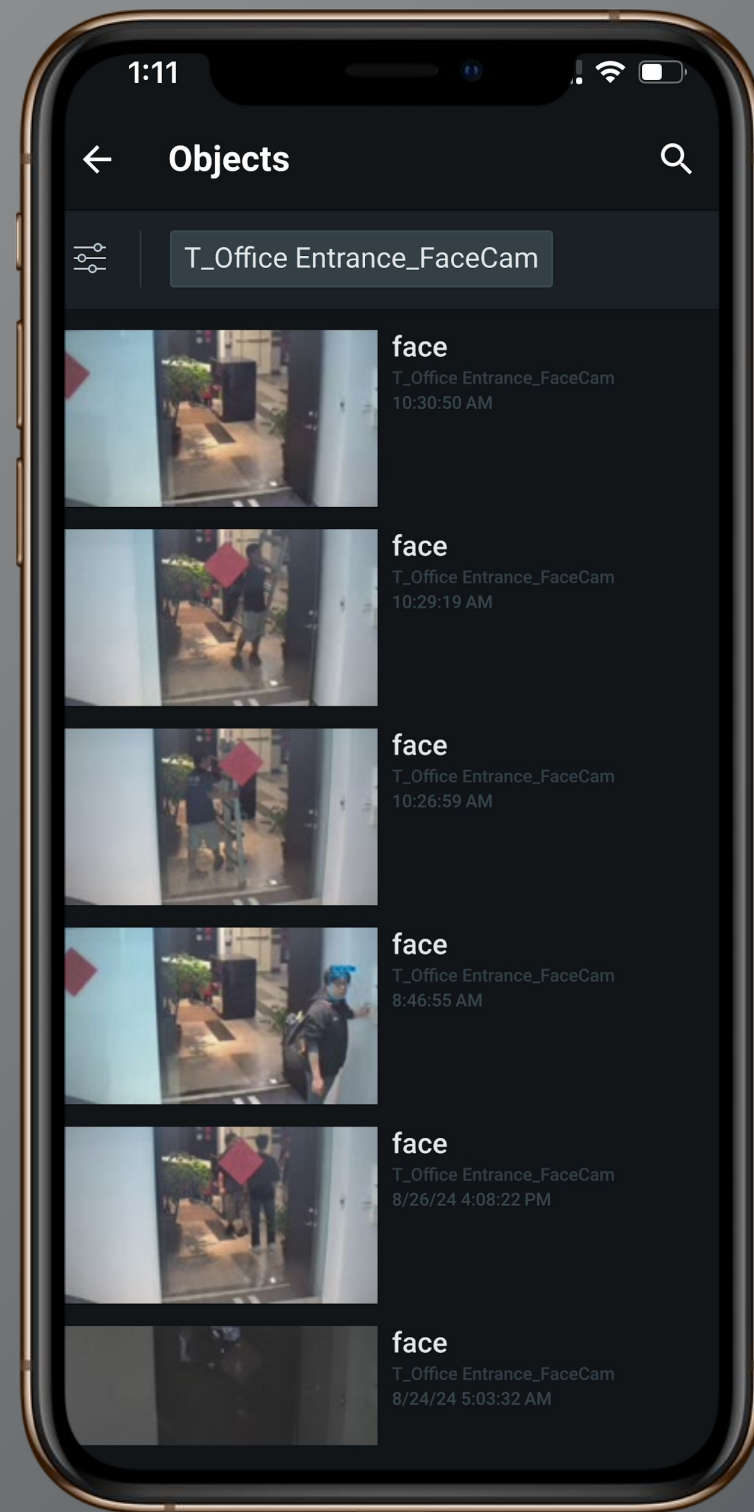 1:11
Objects
T_Office Entrance_FaceCam
face
T_Office Entrance_FaceCam
10:30:50 AM
face
T_Office Entrance_FaceCam
10:29:19 AM
face
T_Office Entrance_FaceCam
10:26:59 AM
face
T_Office Entrance_FaceCam
8:46:55 AM
face
T_Office Entrance_FaceCam
8/26/24 4:08:22 PM
face
T_Office Entrance_FaceCam
8/24/24 5:03:32 AM